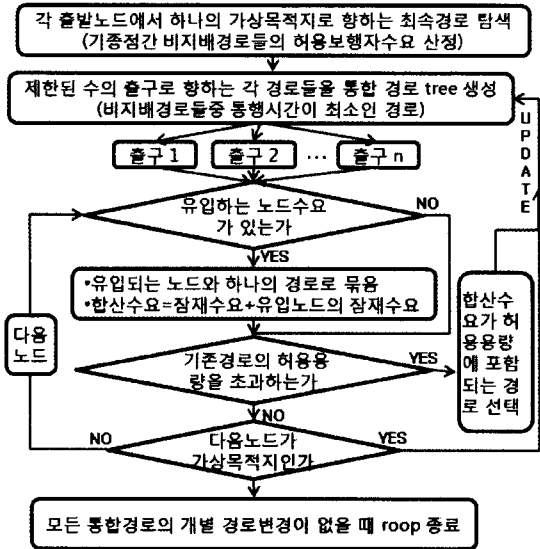 각 출발노드에서 하나의 가상목적지로 향하는 최속경로 탐색
(기종점간 비지배경로들의 허용보행자수요 산정)
제한된 수의 출구로 향하는 각 경로들을 통합 경로 tree 생성
(비지배경로들중 통행시간이 최소인 경로)
출구 1
출구 2
...
출구 n
UPDATE
유입하는 노드수요
가 있는가
NO
YES
•유입되는 노드와 하나의 경로로 묶음
•합산수요=잠재수요+유입노드의 잠재수요
다음
노드
합산수
요가 허
용용량
에 포함
되는 경
로 선택
기존경로의 허용용
량을 초과하는가
YES
NO
다음노드가
가상목적지인가
NO
YES
모든 통합경로의 개별 경로변경이 없을 때 roop 종료